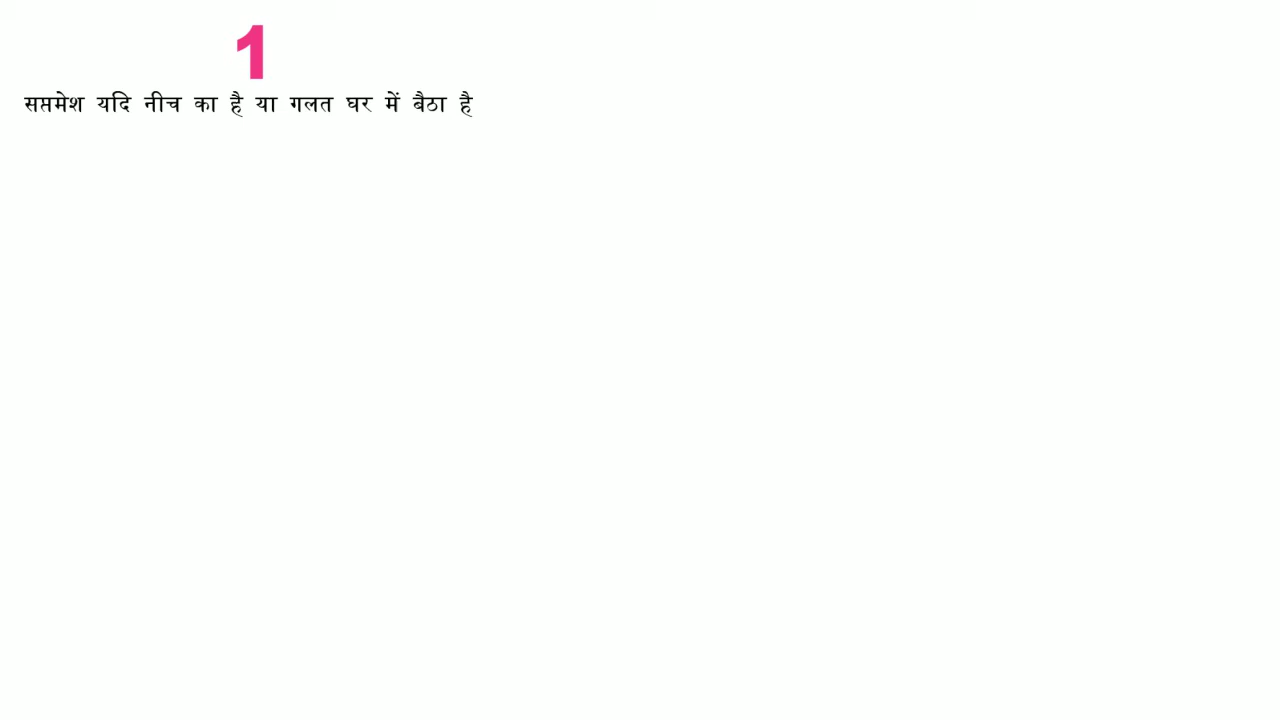 1
सप्तमेश यदि नीच का है या गलत घर में बैठा है